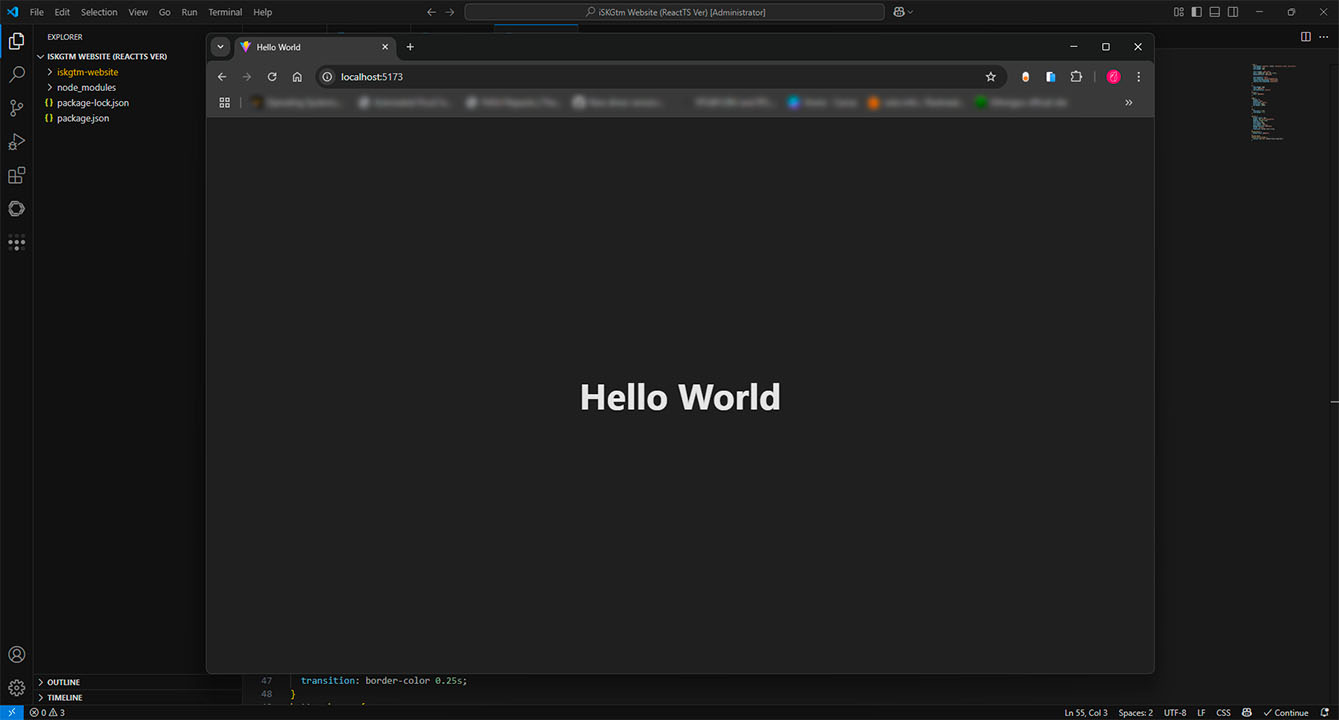 File Edit Selection View Go Run Terminal Help
iSKGtm Website (ReactTS Ver) [Administrator]
EXPLORER
ISKGTM WEBSITE (REACTTS VER)
iskgtm-website
node_modules
package-lock.json
package.json
Hello World
localhost:5173
Hello World
47 transition: border-color 0.25s;
48 }
OUTLINE
TIMELINE
0 3
Ln 55, Col 3 Spaces: 2 UTF-8 LF CSS Continue